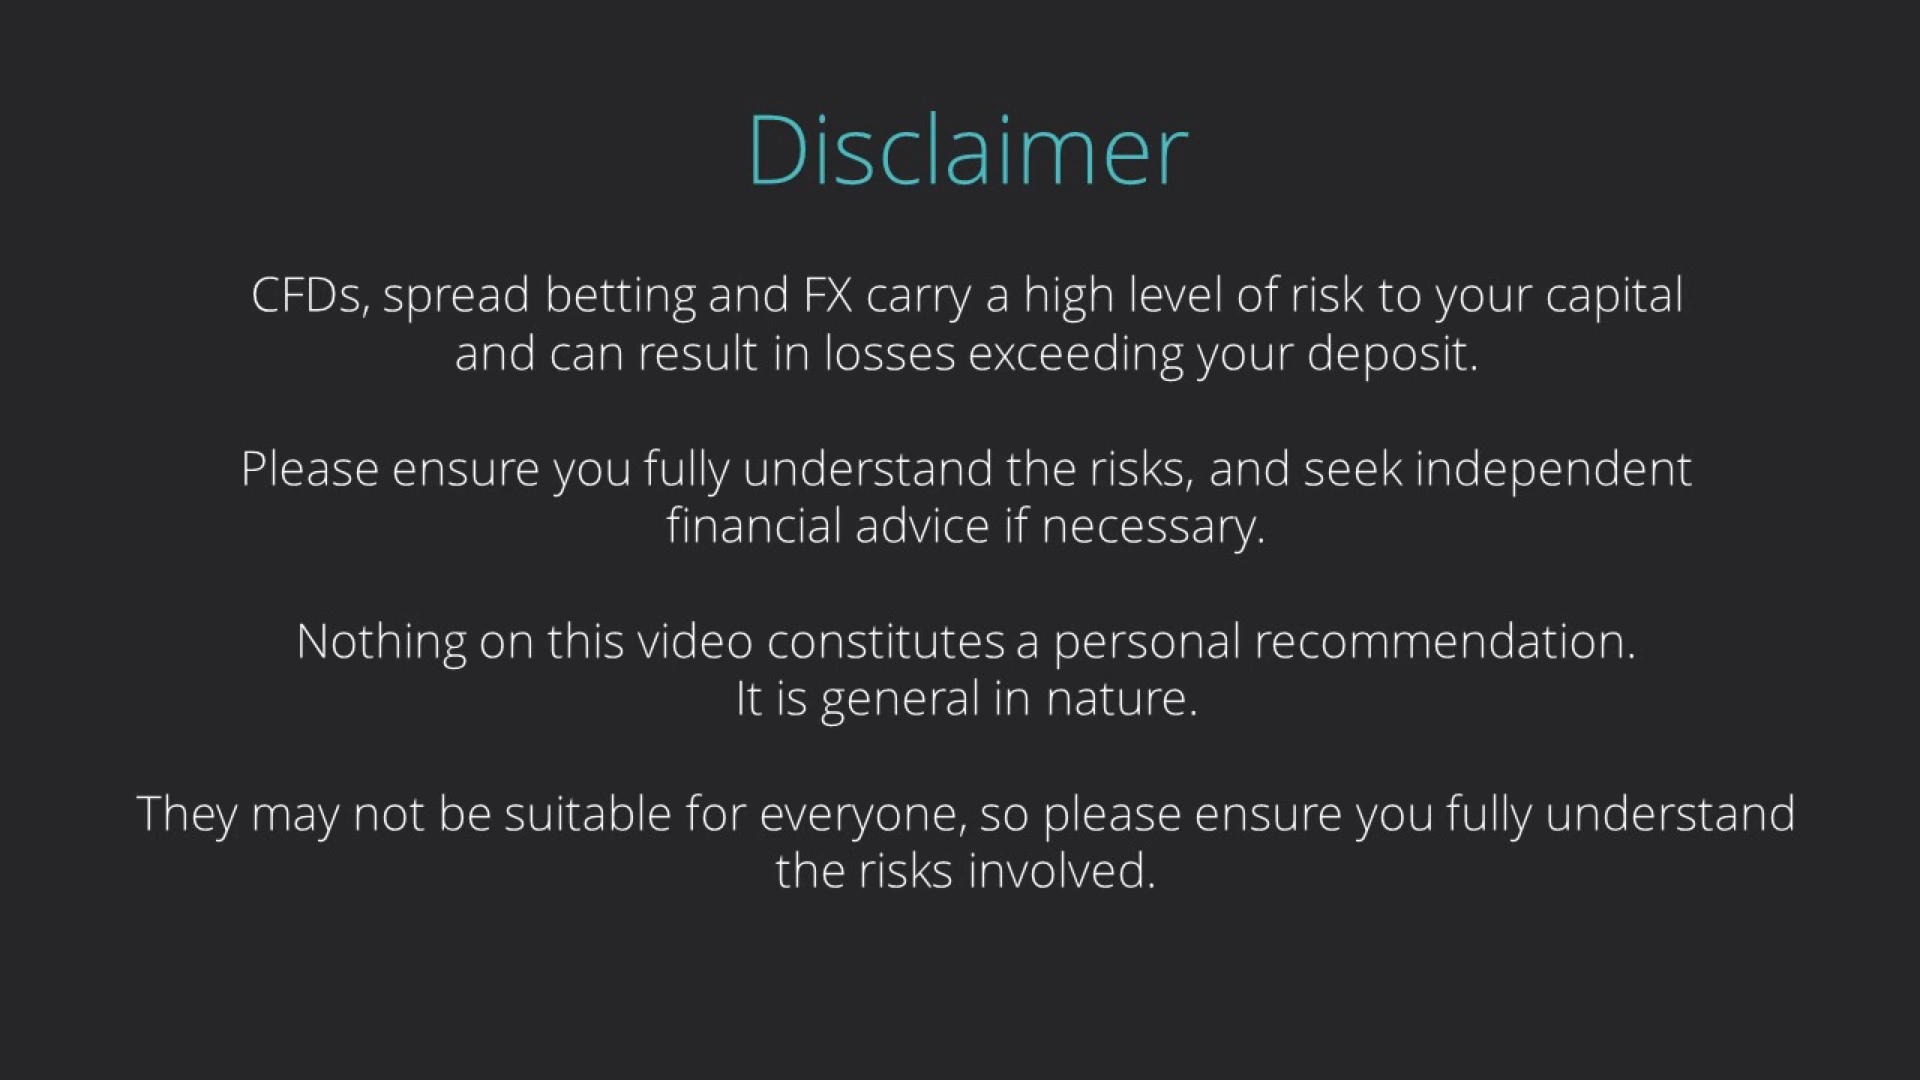 Disclaimer
CFDs, spread betting and FX carry a high level of risk to your capital
and can result in losses exceeding your deposit.
Please ensure you fully understand the risks, and seek independent
financial advice if necessary.
Nothing on this video constitutes a personal recommendation.
It is general in nature.
They may not be suitable for everyone, so please ensure you fully understand
the risks involved.